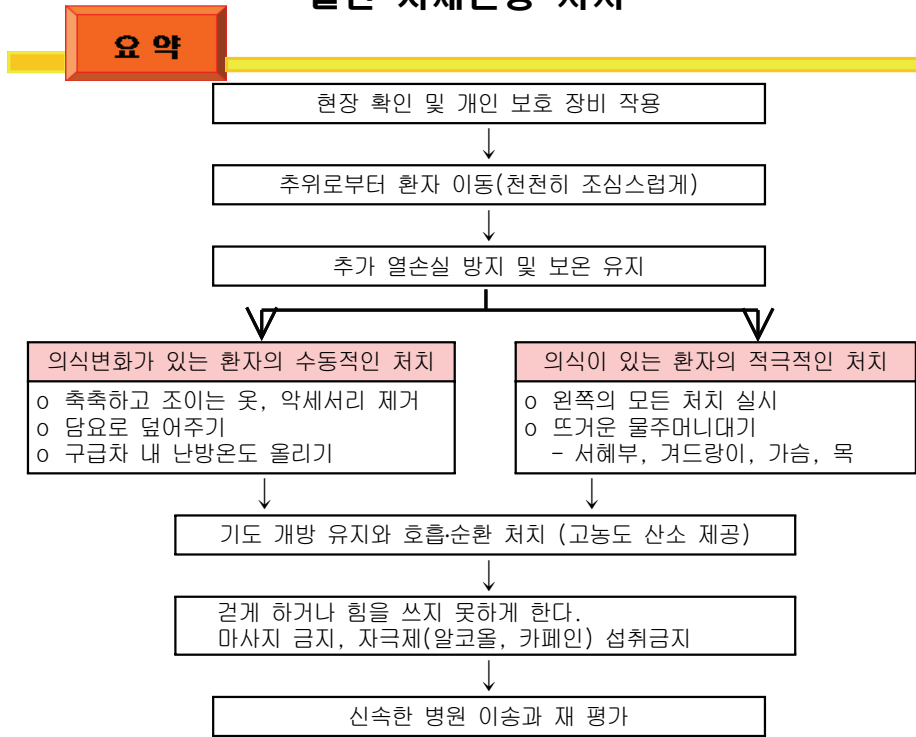 요 약
현장 확인 및 개인 보호 장비 작용
추위로부터 환자 이동(천천히 조심스럽게)
추가 열손실 방지 및 보온 유지
의식변화가 있는 환자의 수동적인 처치
o 축축하고 조이는 옷, 악세서리 제거
o 담요로 덮어주기
o 구급차 내 난방온도 올리기
의식이 있는 환자의 적극적인 처치
o 왼쪽의 모든 처치 실시
o 뜨거운 물주머니대기
- 서혜부, 겨드랑이, 가슴, 목
기도 개방 유지와 호흡·순환 처치 (고농도 산소 제공)
걷게 하거나 힘을 쓰지 못하게 한다.
마사지 금지, 자극제(알코올, 카페인) 섭취금지
신속한 병원 이송과 재 평가